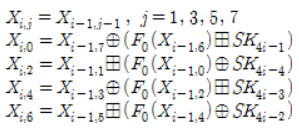 X_{i,j} = X_{i-1,j-1} , j = 1, 3, 5, 7
X_{i,0} = X_{i-1,7} ⊕ (F_0(X_{i-1,6}) ⊞ SK_{4i-1})
X_{i,2} = X_{i-1,1} ⊞ (F_1(X_{i-1,0}) ⊕ SK_{4i-4})
X_{i,4} = X_{i-1,3} ⊕ (F_0(X_{i-1,2}) ⊞ SK_{4i-3})
X_{i,6} = X_{i-1,5} ⊞ (F_1(X_{i-1,4}) ⊕ SK_{4i-2})